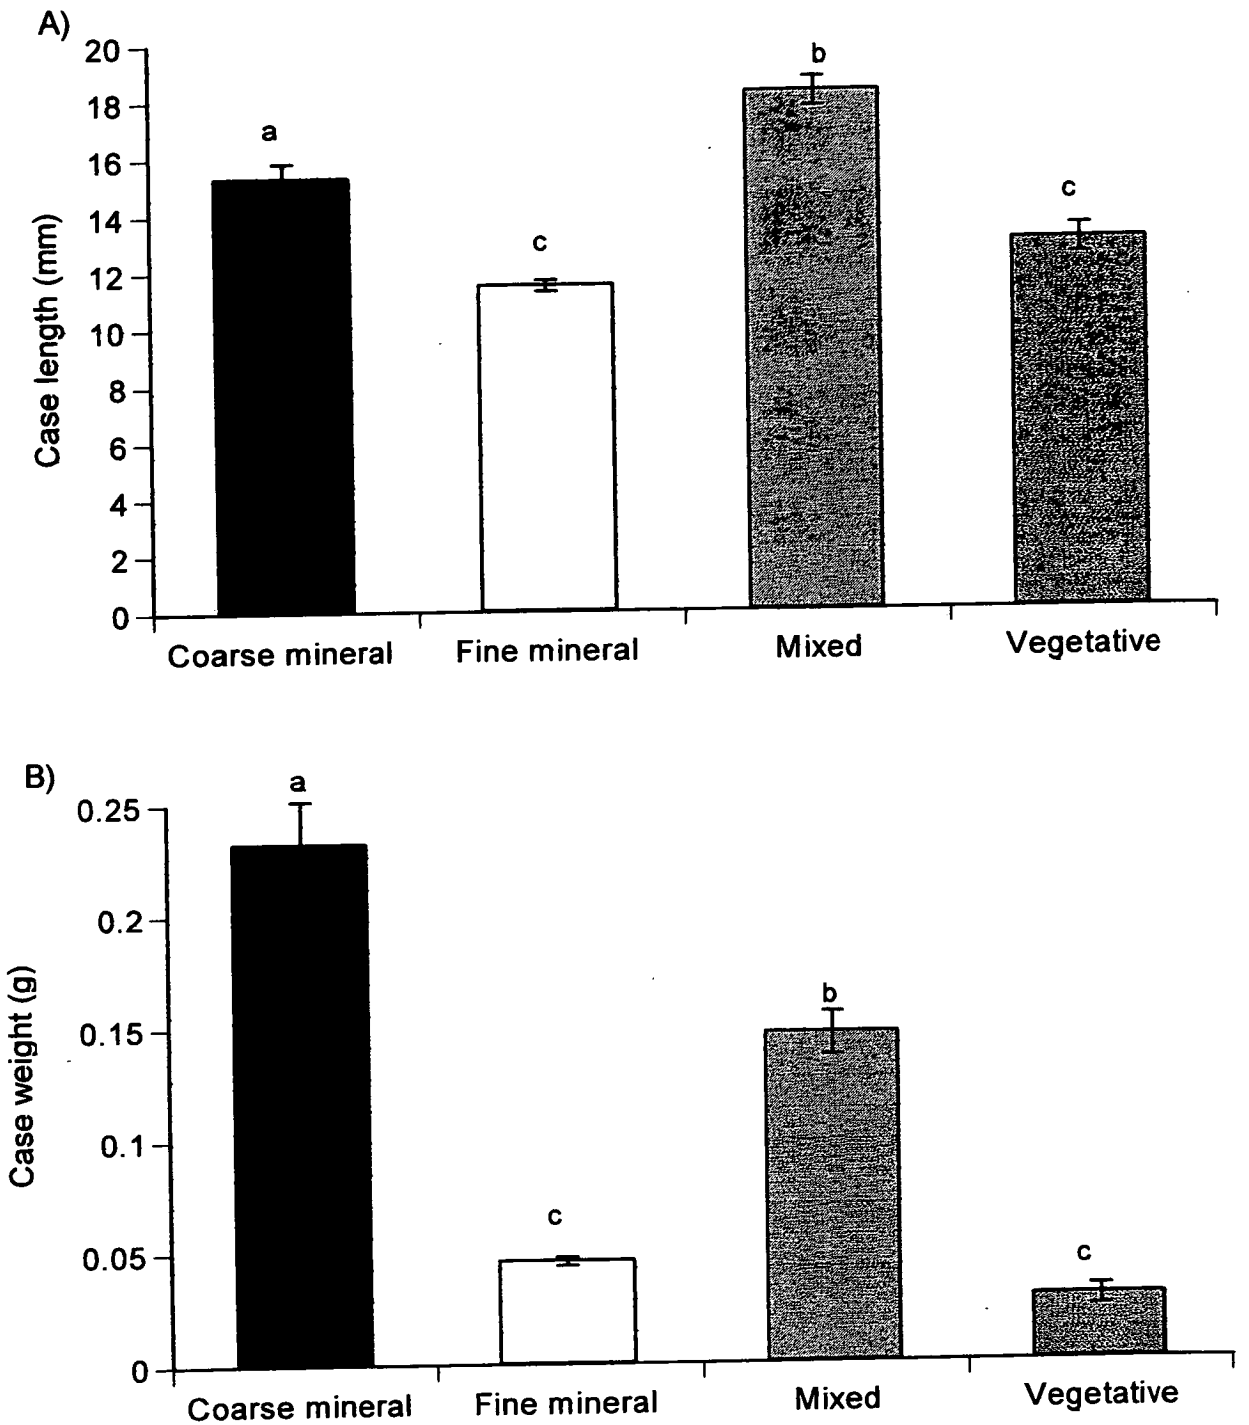 A)
20
18
16
14
12
10
8
6
4
2
0
Case length (mm)
a
c
b
c
Coarse mineral
Fine mineral
Mixed
Vegetative
B)
0.25
0.2
0.15
0.1
0.05
0
Case weight (g)
a
c
b
c
Coarse mineral
Fine mineral
Mixed
Vegetative